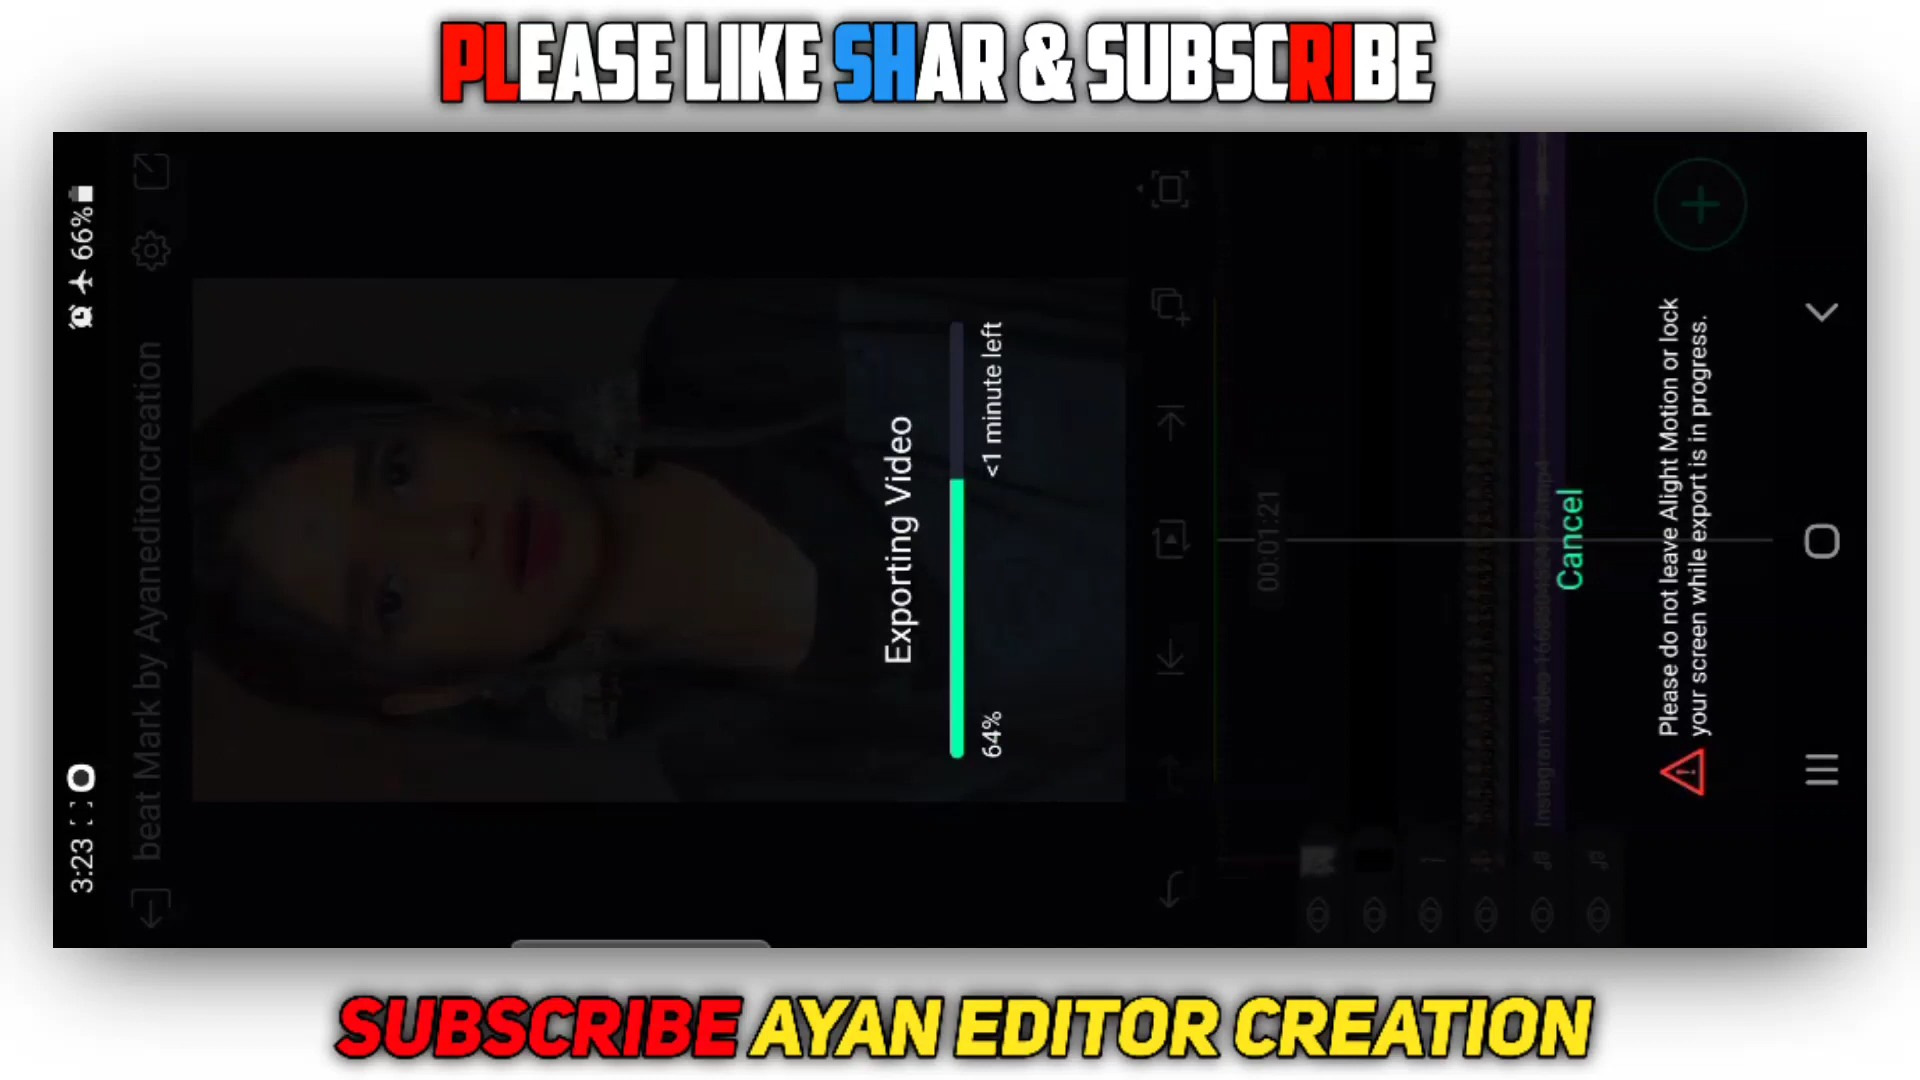 PLEASE LIKE SHAR & SUBSCRIBE
3:23
66%
beat Mark by Ayaneditorcreation
Exporting Video
64%
<1 minute left
00:01:21
Cancel
Please do not leave Alight Motion or lock
your screen while export is in progress.
SUBSCRIBE AYAN EDITOR CREATION